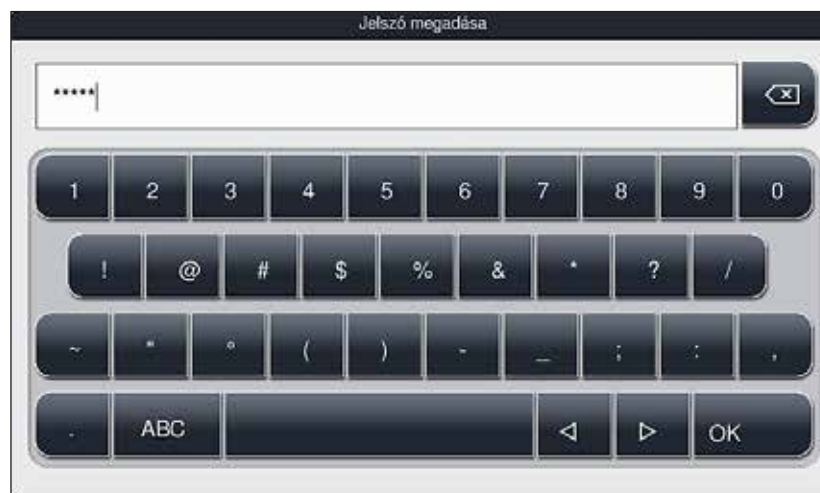 Jelszó megadása
*****
1 2 3 4 5 6 7 8 9 0
! @ # $ % & * ? /
~ " ° ( ) - _ ; : ,
. ABC OK